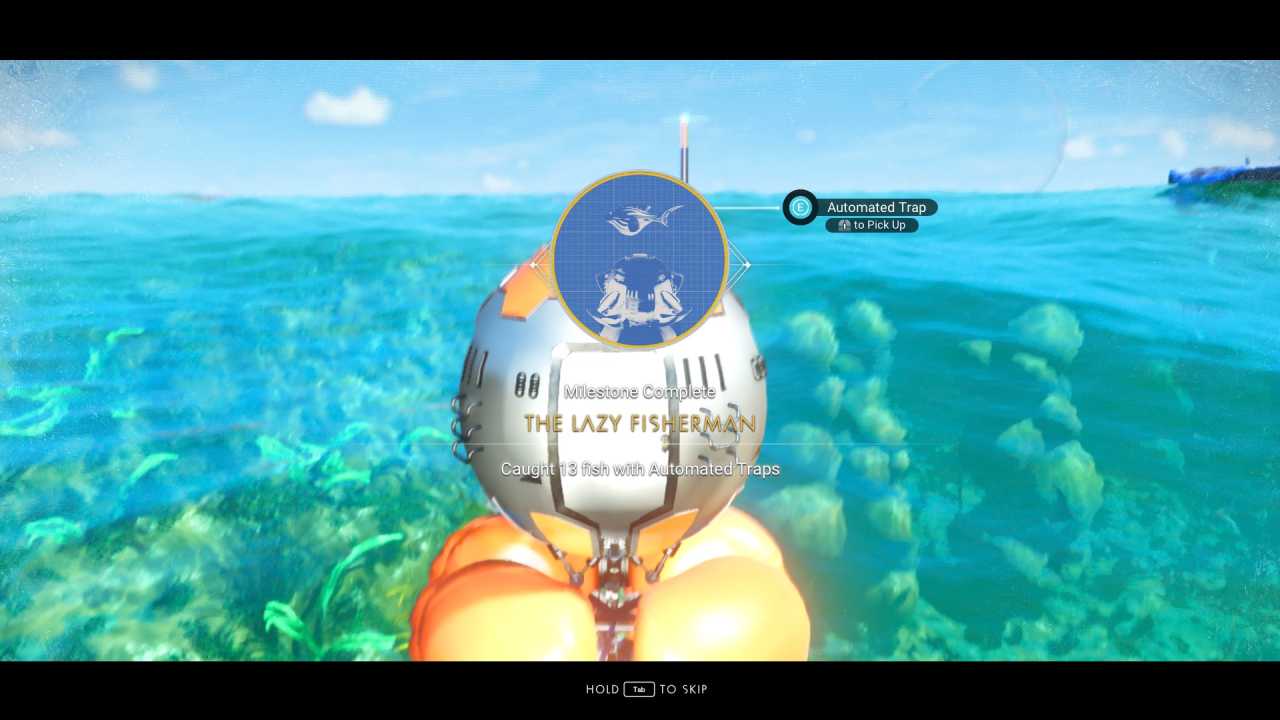 E Automated Trap
to Pick Up
Milestone Complete
THE LAZY FISHERMAN
Caught 13 fish with Automated Traps
HOLD Tab TO SKIP